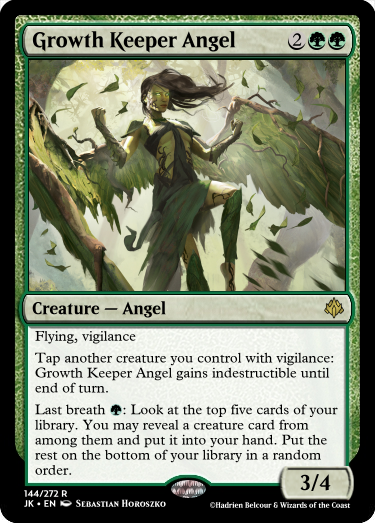 Growth Keeper Angel 2
Creature — Angel
Flying, vigilance
Tap another creature you control with vigilance:
Growth Keeper Angel gains indestructible until
end of turn.
Last breath : Look at the top five cards of your
library. You may reveal a creature card from
among them and put it into your hand. Put the
rest on the bottom of your library in a random
order.
3/4
144/272 R
JK • EN Sebastian Horoszko
©Hadrien Belcour & Wizards of the Coast